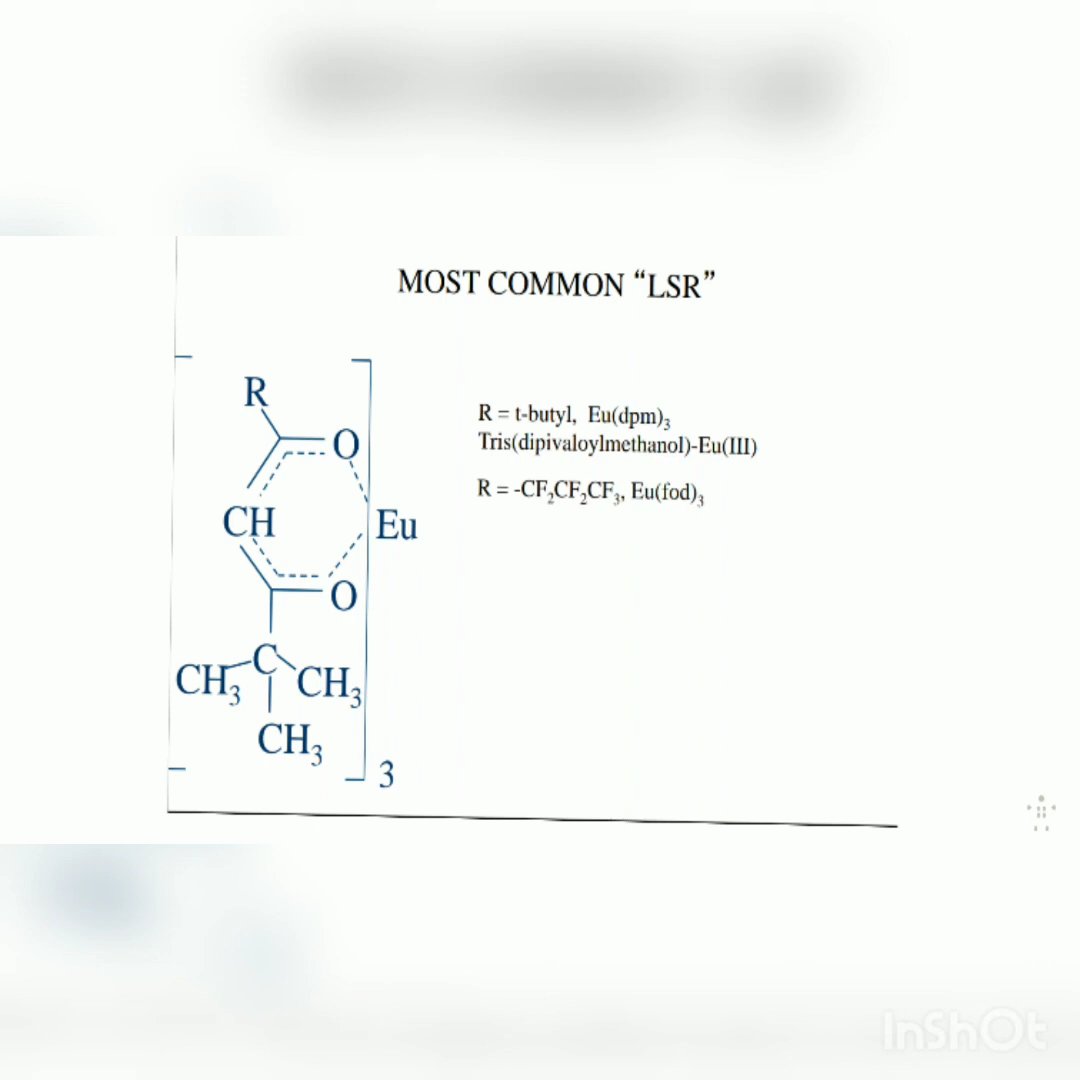 MOST COMMON “LSR”
R
O
CH
Eu
O
C
CH₃
CH₃
CH₃
3
R = t-butyl, Eu(dpm)₃
Tris(dipivaloylmethanol)-Eu(III)
R = -CF₂CF₂CF₃, Eu(fod)₃
InShOt